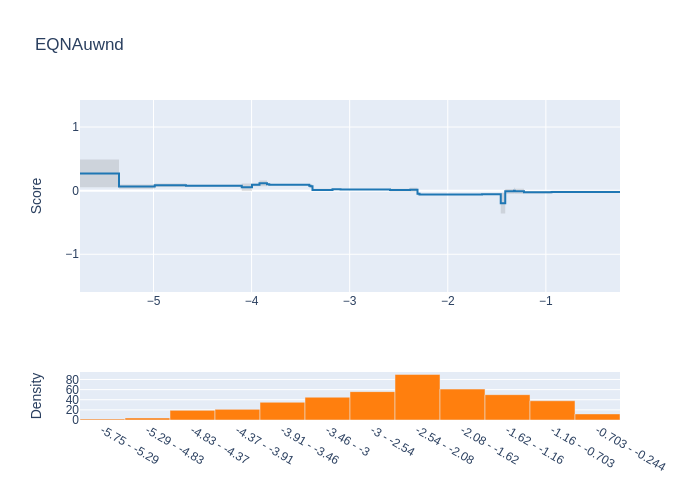 EQNAuwnd
1
0
−1
Score
−5
−4
−3
−2
−1
80
60
40
20
0
Density
-5.75 - -5.29
-5.29 - -4.83
-4.83 - -4.37
-4.37 - -3.91
-3.91 - -3.46
-3.46 - -3
-3 - -2.54
-2.54 - -2.08
-2.08 - -1.62
-1.62 - -1.16
-1.16 - -0.703
-0.703 - -0.244